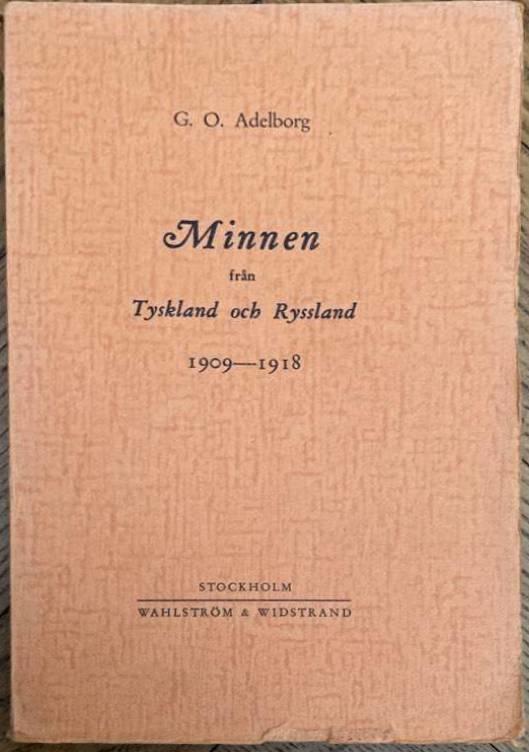 G. O. Adelborg
Minnen
från
Tyskland och Ryssland
1909—1918
STOCKHOLM
WAHLSTRÖM & WIDSTRAND